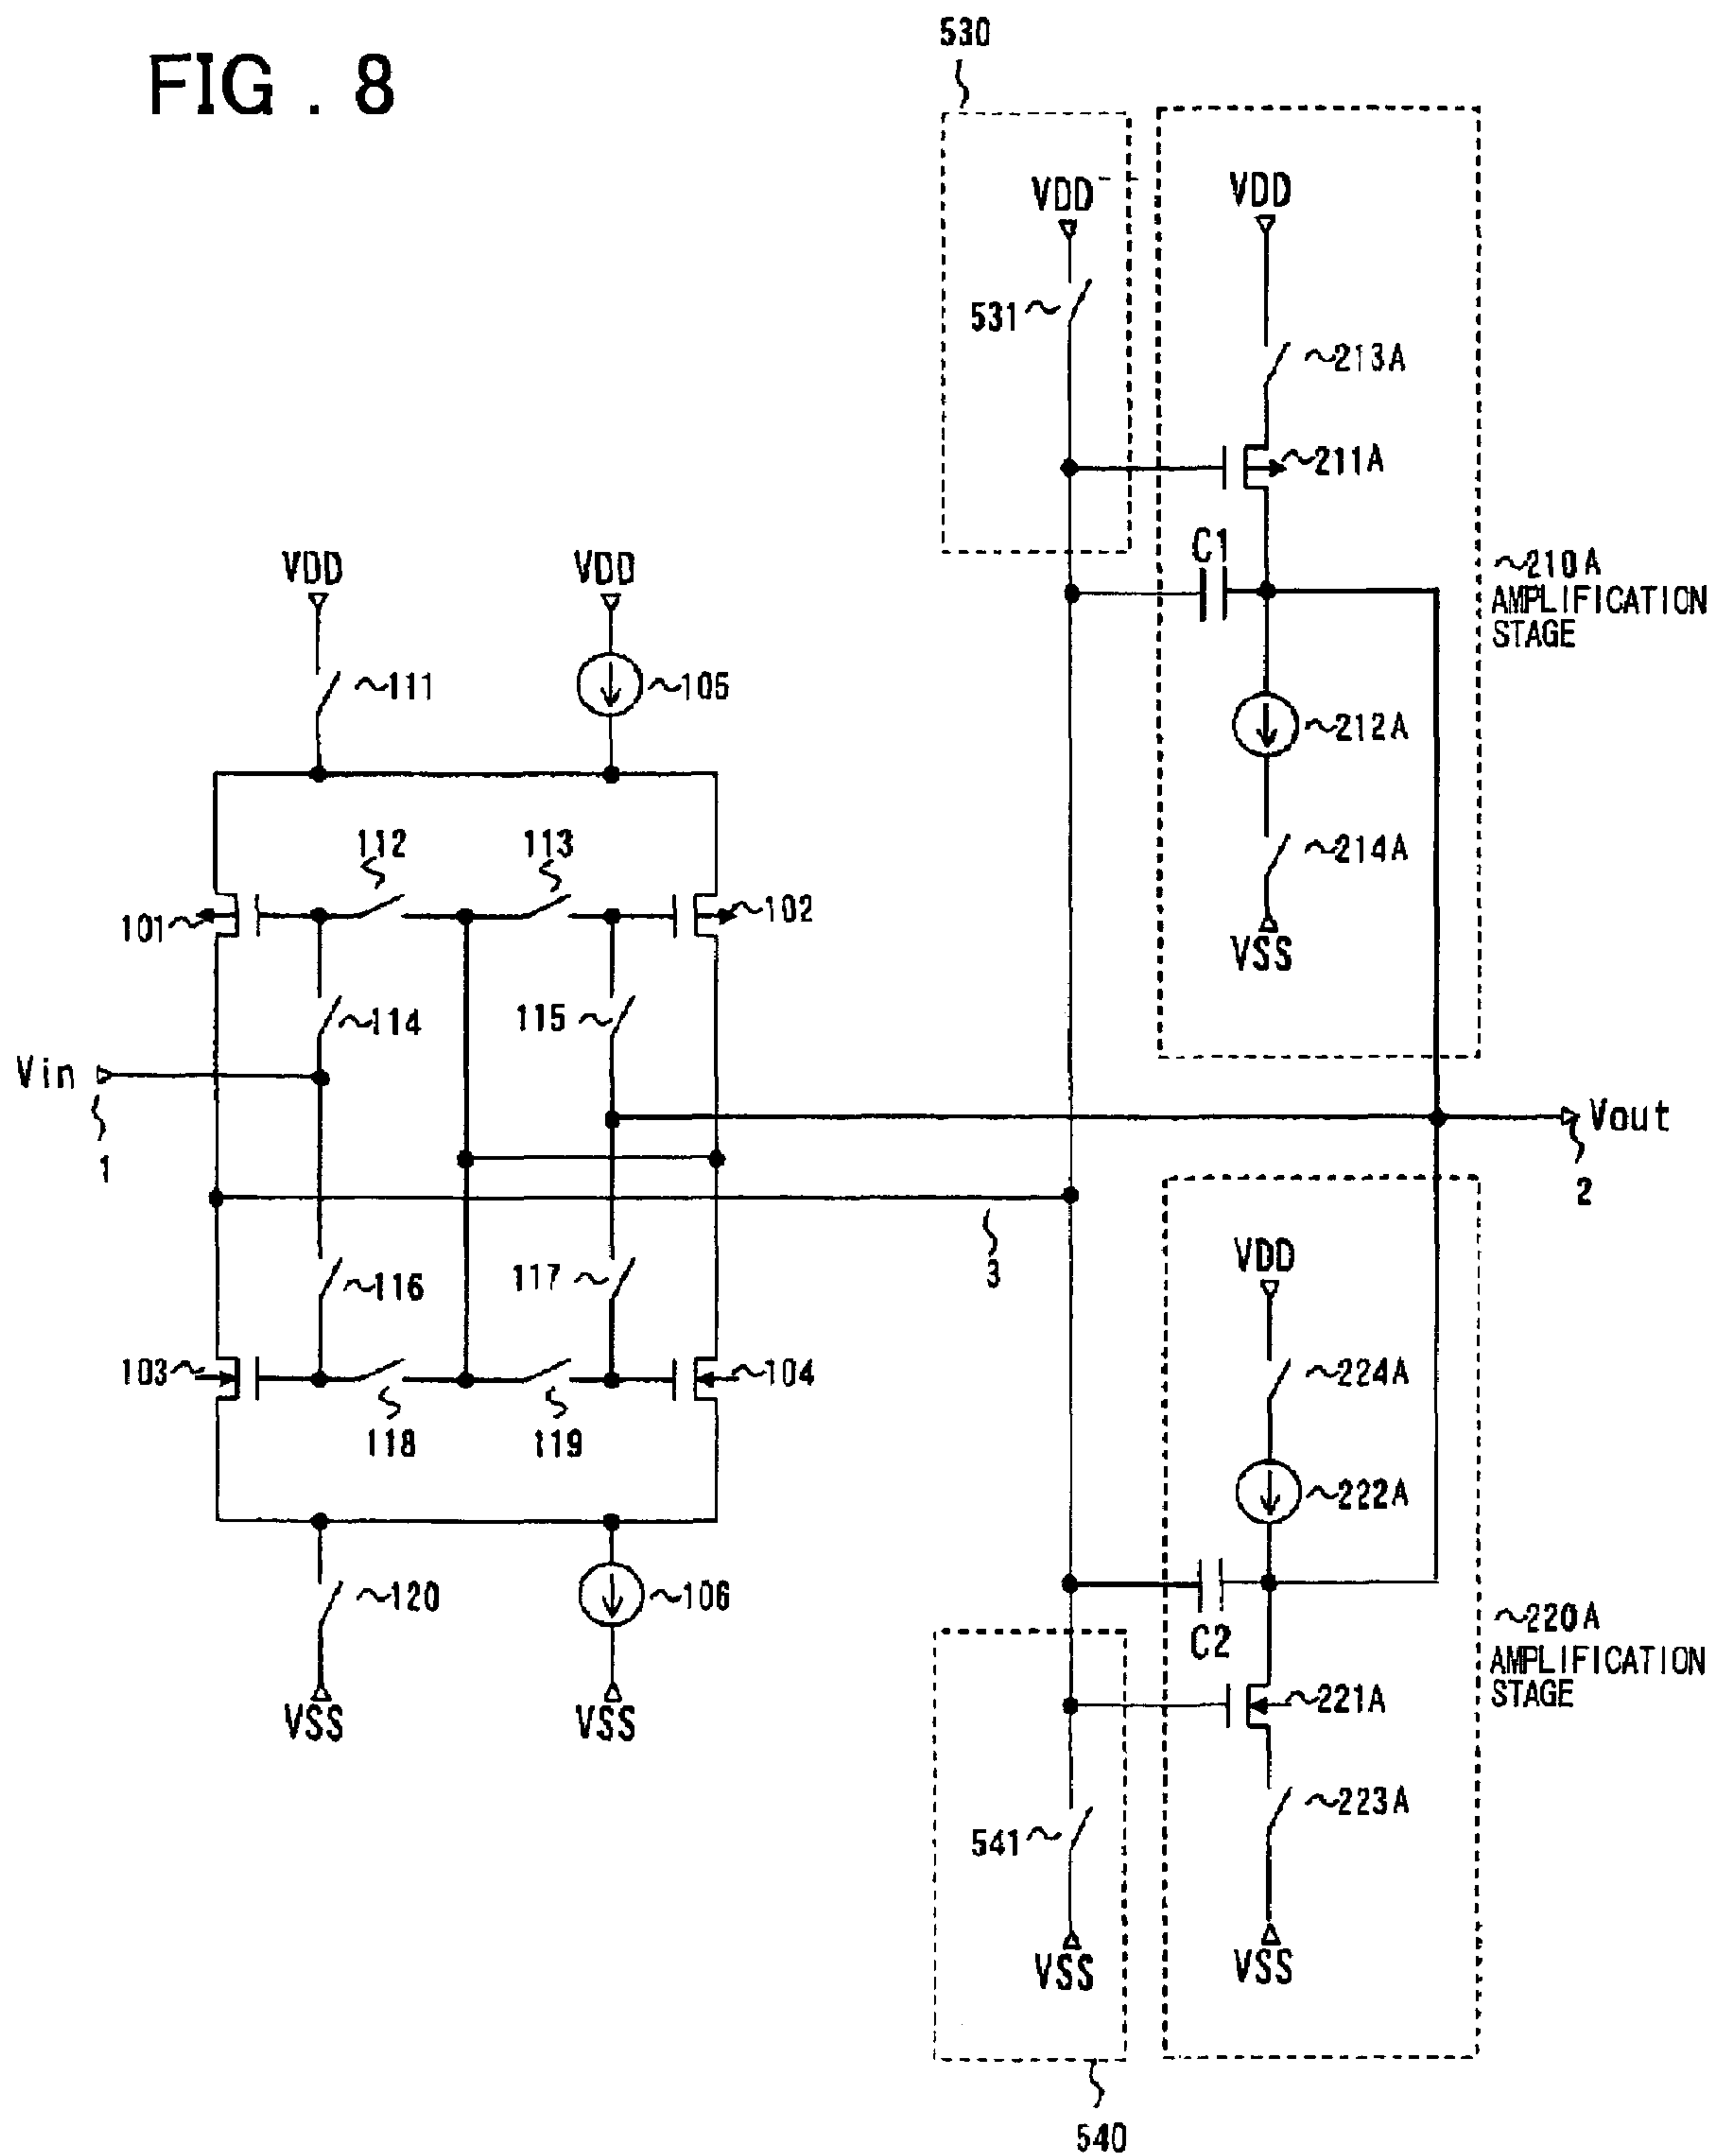 FIG . 8
530
VDD
VDD
531
213A
211A
C1
210A
AMPLIFICATION
STAGE
VDD
VDD
111
105
212A
112
113
214A
101
102
VSS
114
115
Vin
1
Vout
2
3
VDD
116
117
224A
103
104
118
119
222A
120
106
C2
220A
AMPLIFICATION
STAGE
221A
VSS
VSS
541
223A
VSS
VSS
540